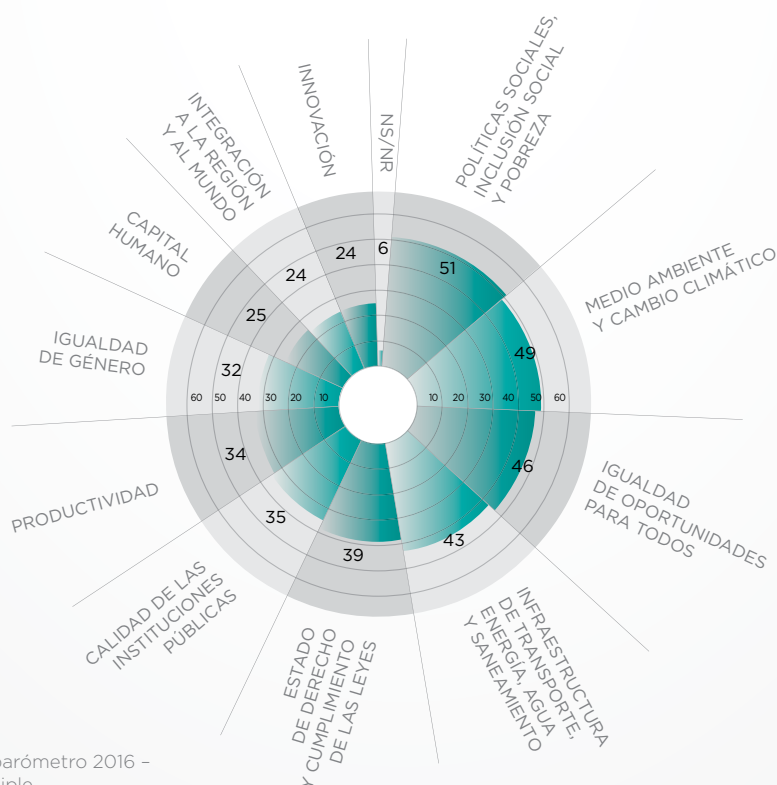 POLÍTICAS SOCIALES,
INCLUSIÓN SOCIAL
Y POBREZA
51
MEDIO AMBIENTE
Y CAMBIO CLIMÁTICO
49
IGUALDAD
DE OPORTUNIDADES
PARA TODOS
46
INFRAESTRUCTURA
DE TRANSPORTE,
ENERGÍA, AGUA
Y SANEAMIENTO
43
ESTADO
DE DERECHO
Y CUMPLIMIENTO
DE LAS LEYES
39
CALIDAD DE LAS
INSTITUCIONES
PÚBLICAS
35
PRODUCTIVIDAD
34
IGUALDAD
DE GÉNERO
32
CAPITAL
HUMANO
25
INTEGRACIÓN
A LA REGIÓN
Y AL MUNDO
24
INNOVACIÓN
24
NS/NR
6
60 50 40 30 20 10
10 20 30 40 50 60
barómetro 2016 –